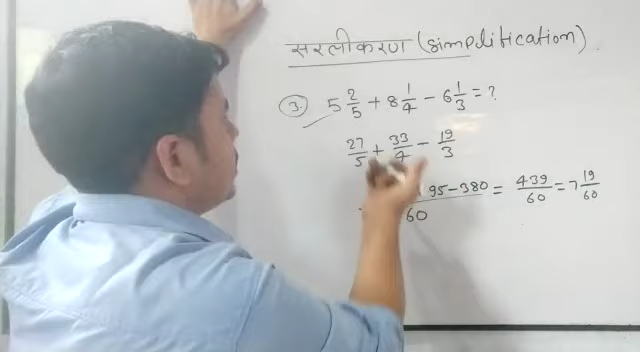 सरलीकरण (simplification)
3. 5 2/5 + 8 1/4 - 6 1/3 = ?
27/5 + 33/4 - 19/3
95 - 380 / 60 = 439/60 = 7 19/60